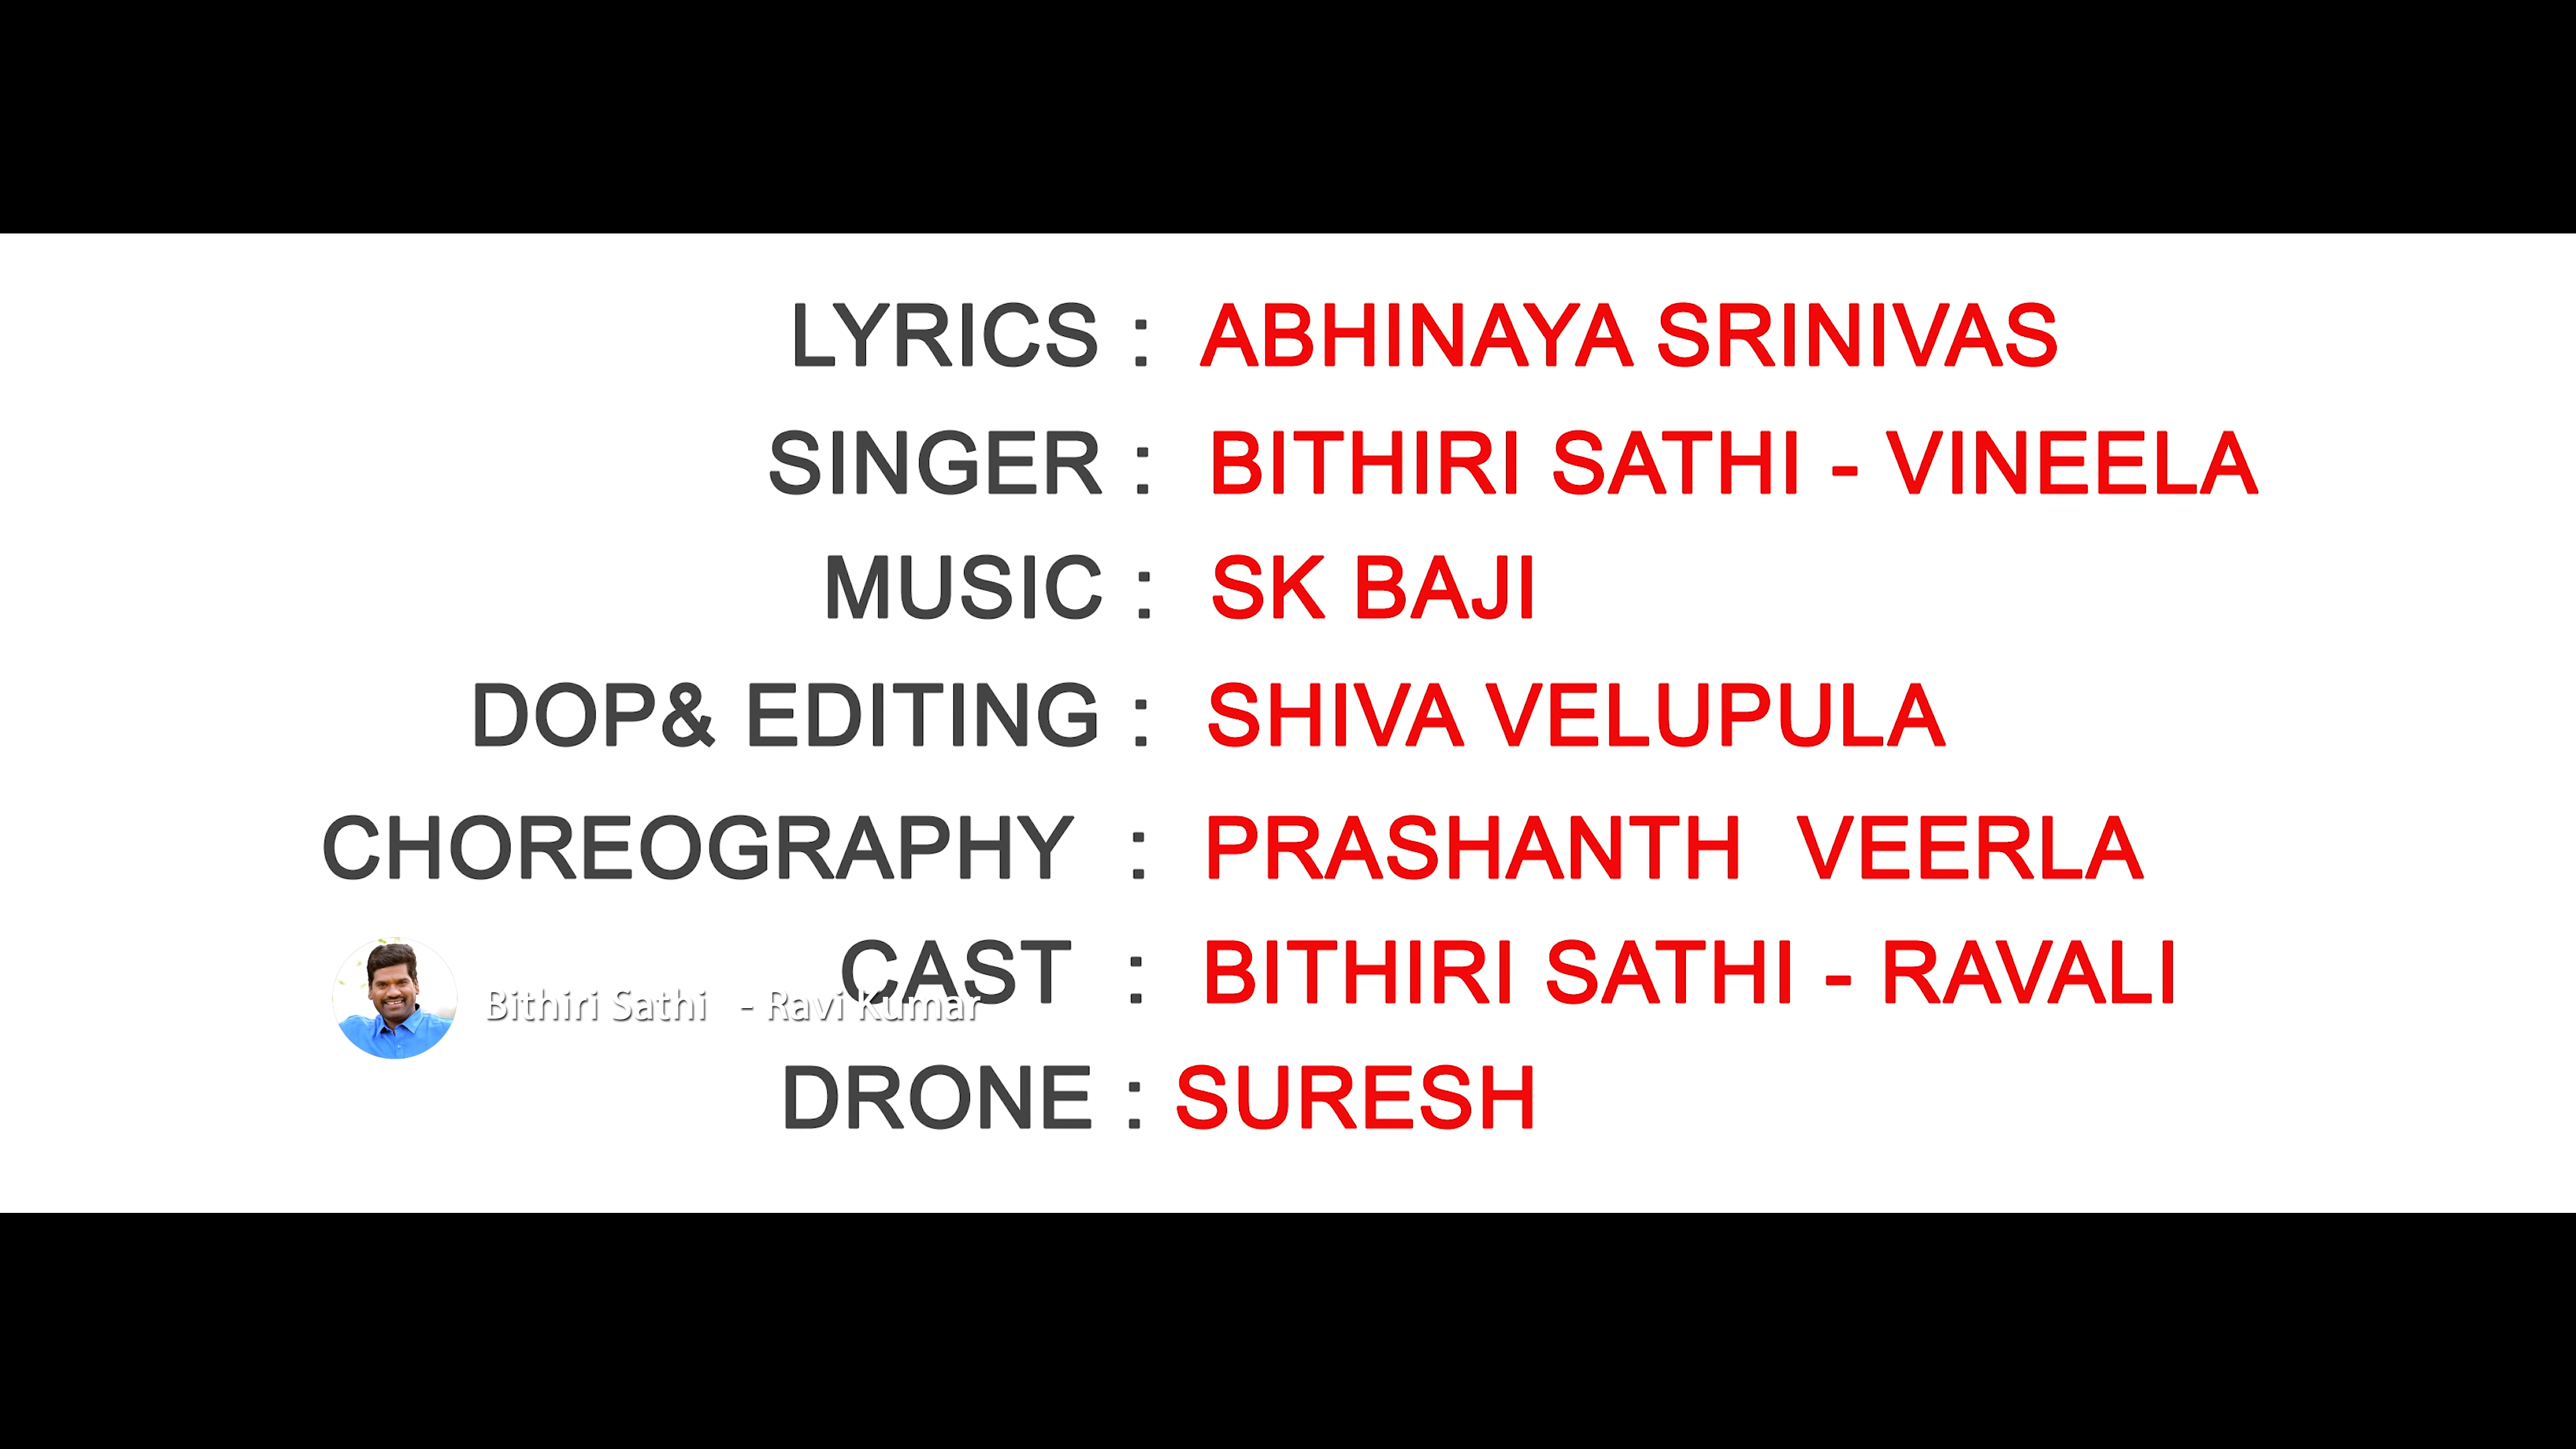 LYRICS : ABHINAYA SRINIVAS
SINGER : BITHIRI SATHI - VINEELA
MUSIC : SK BAJI
DOP& EDITING : SHIVA VELUPULA
CHOREOGRAPHY : PRASHANTH VEERLA
CAST : BITHIRI SATHI - RAVALI
Bithiri Sathi - Ravi Kumar
DRONE : SURESH